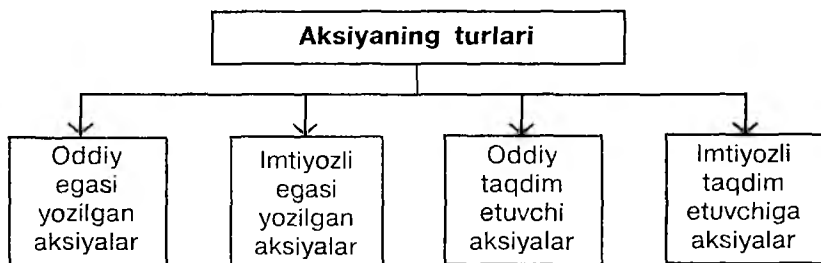 Aksiyaning turlari
Oddiy
egasi
yozilgan
aksiyalar
Imtiyozli
egasi
yozilgan
aksiyalar
Oddiy
taqdim
etuvchi
aksiyalar
Imtiyozli
taqdim
etuvchiga
aksiyalar